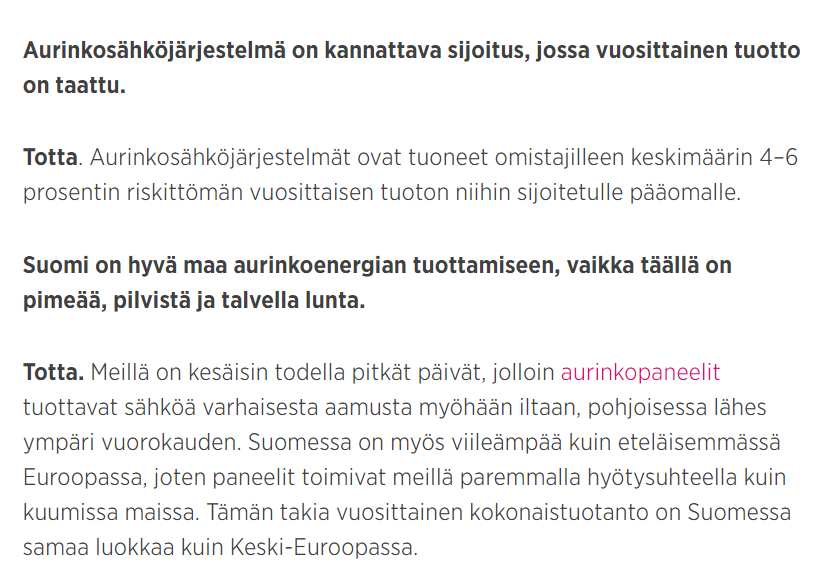 Aurinkosähköjärjestelmä on kannattava sijoitus, jossa vuosittainen tuotto
on taattu.
Totta. Aurinkosähköjärjestelmät ovat tuoneet omistajilleen keskimäärin 4–6
prosentin riskittömän vuosittaisen tuoton niihin sijoitetulle pääomalle.
Suomi on hyvä maa aurinkoenergian tuottamiseen, vaikka täällä on
pimeää, pilvistä ja talvella lunta.
Totta. Meillä on kesäisin todella pitkät päivät, jolloin aurinkopaneelit
tuottavat sähköä varhaisesta aamusta myöhään iltaan, pohjoisessa lähes
ympäri vuorokauden. Suomessa on myös viileämpää kuin eteläisemmässä
Euroopassa, joten paneelit toimivat meillä paremmalla hyötysuhteella kuin
kuumissa maissa. Tämän takia vuosittainen kokonaistuotanto on Suomessa
samaa luokkaa kuin Keski-Euroopassa.